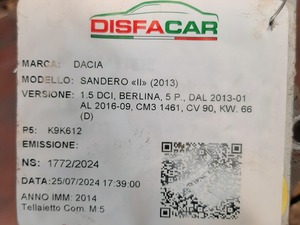 DISFACAR
MARCA: DACIA
MODELLO: SANDERO «II» (2013)
VERSIONE: 1.5 DCI, BERLINA, 5 P., DAL 2013-01
AL 2016-09, CM3 1461, CV 90, KW. 66
(D)
P5: K9K612
EMISSIONE:
NS: 1772/2024
DATA:25/07/2024 17:39:00
ANNO IMM: 2014
Tellaietto Com. M.5